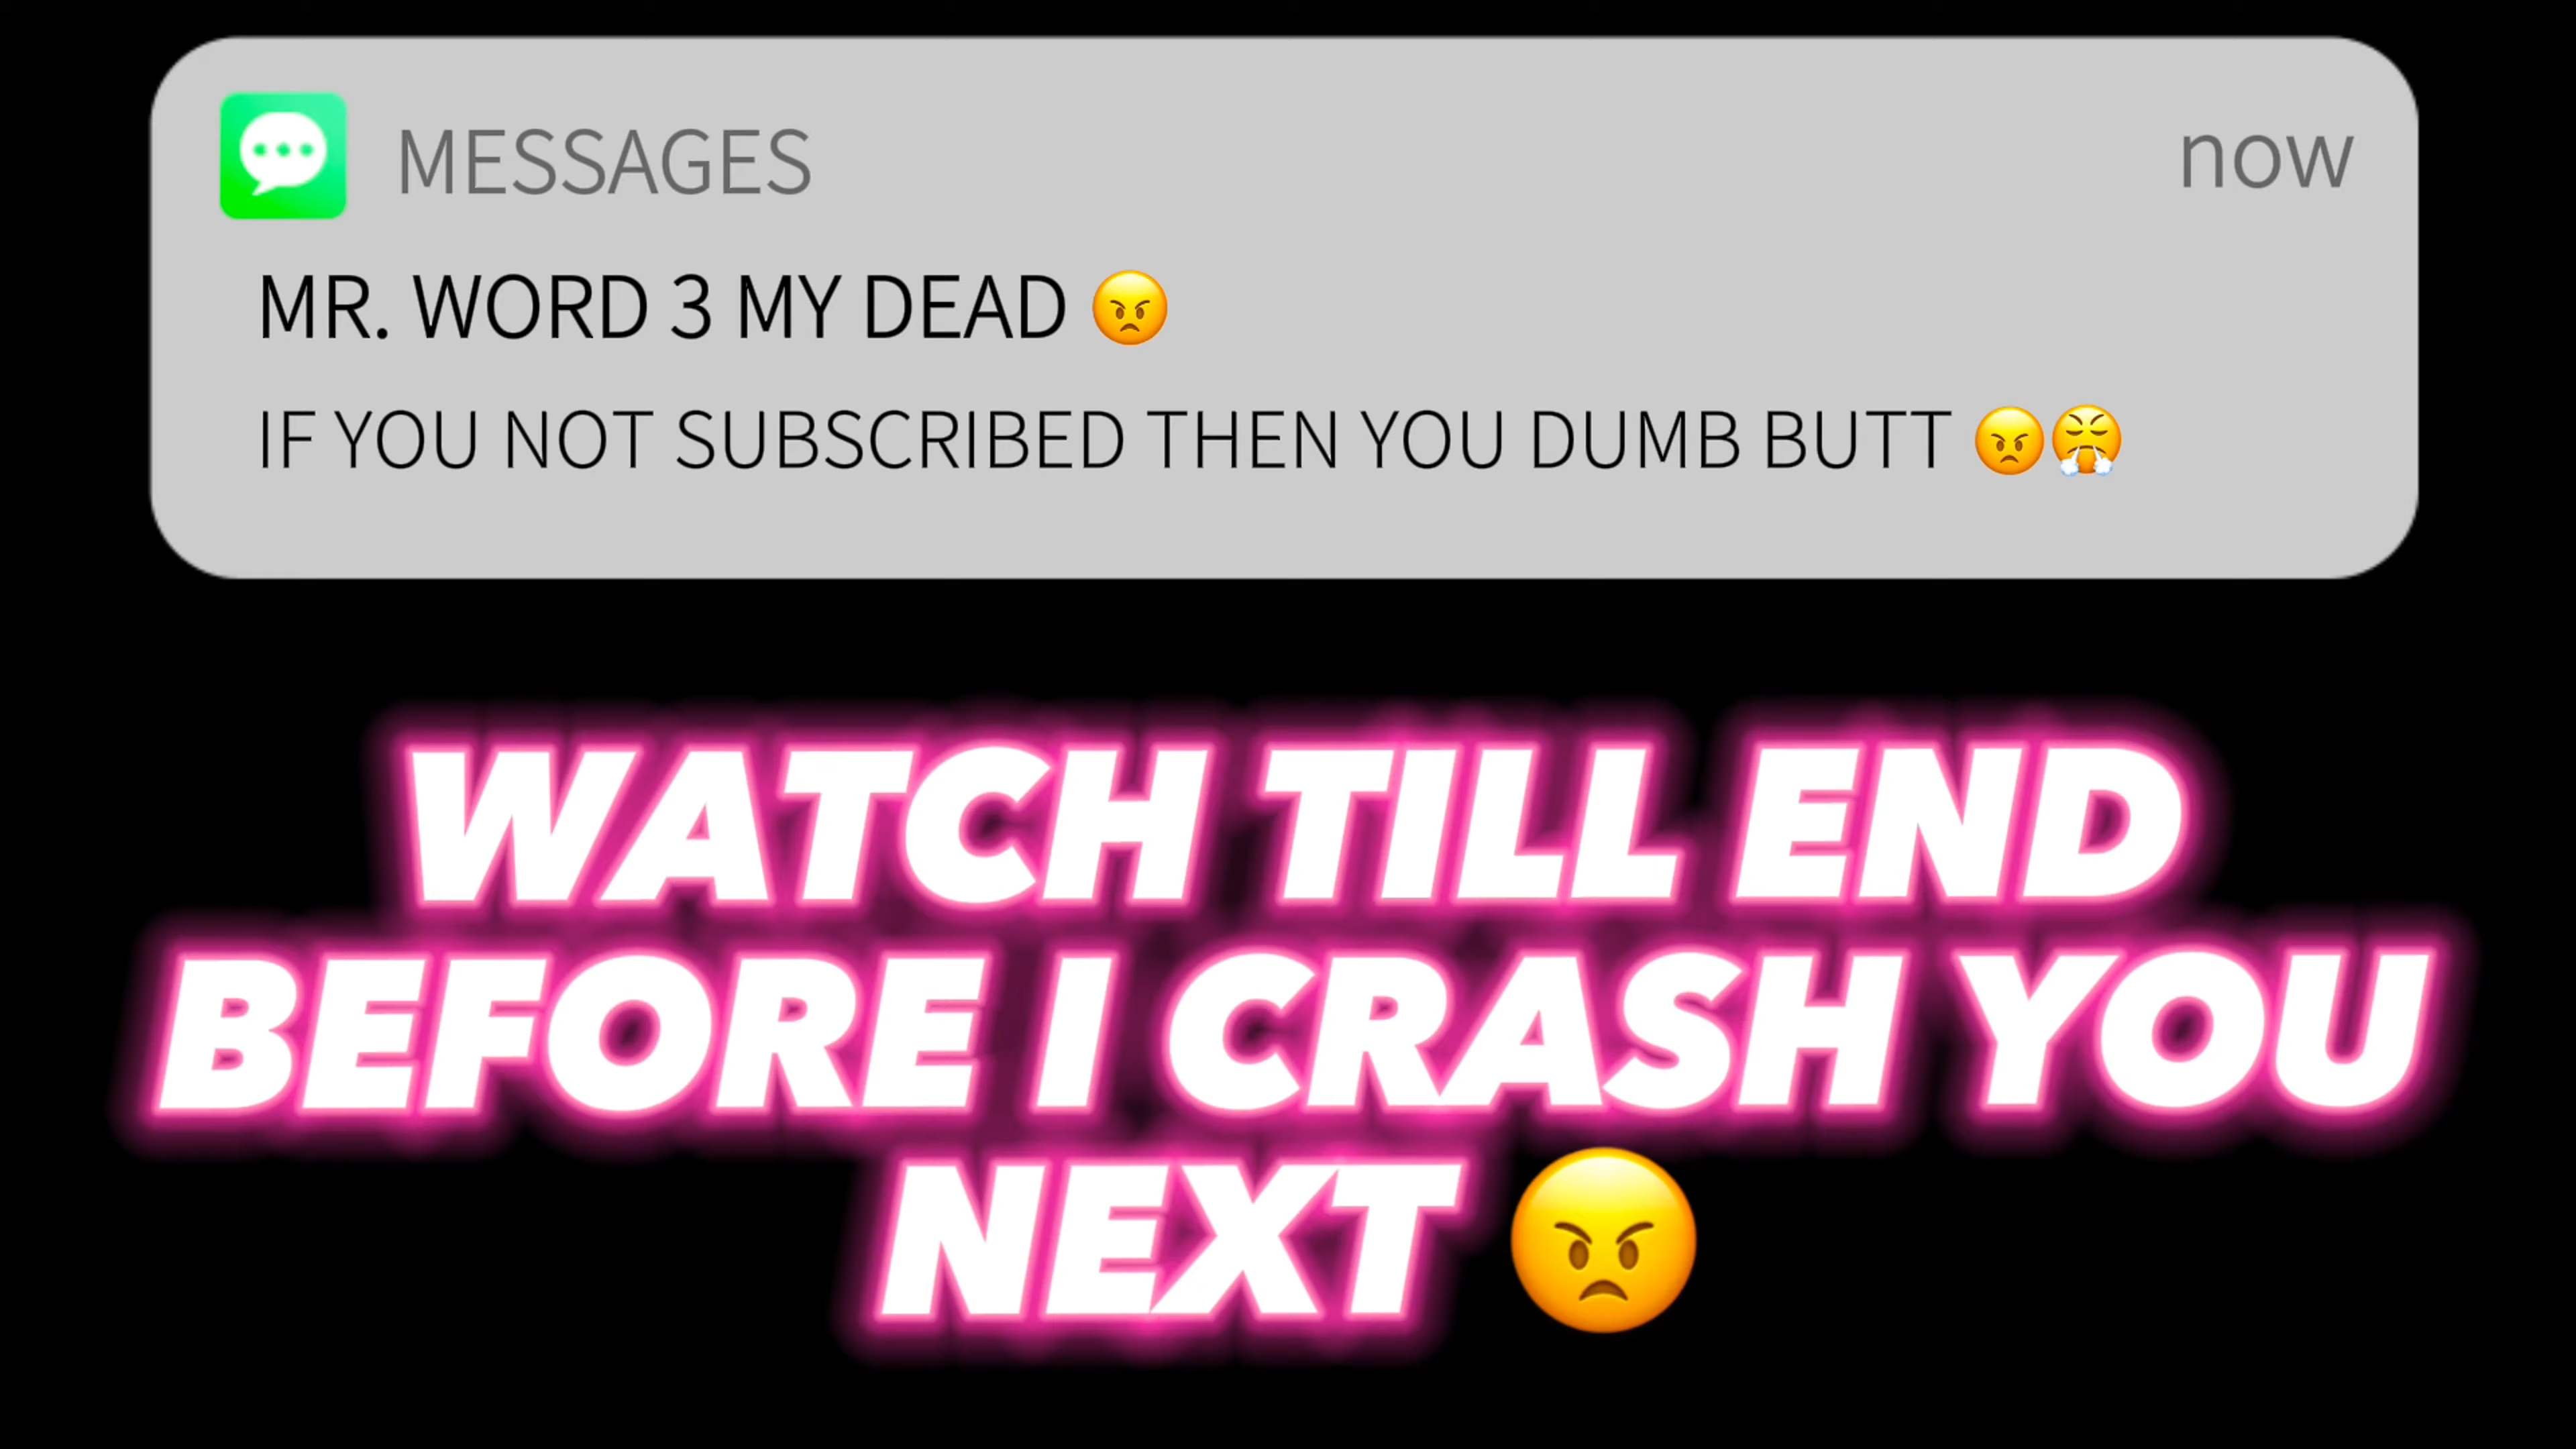 MESSAGES now
MR. WORD 3 MY DEAD 😠
IF YOU NOT SUBSCRIBED THEN YOU DUMB BUTT 😠😤
WATCH TILL END
BEFORE I CRASH YOU
NEXT 😠